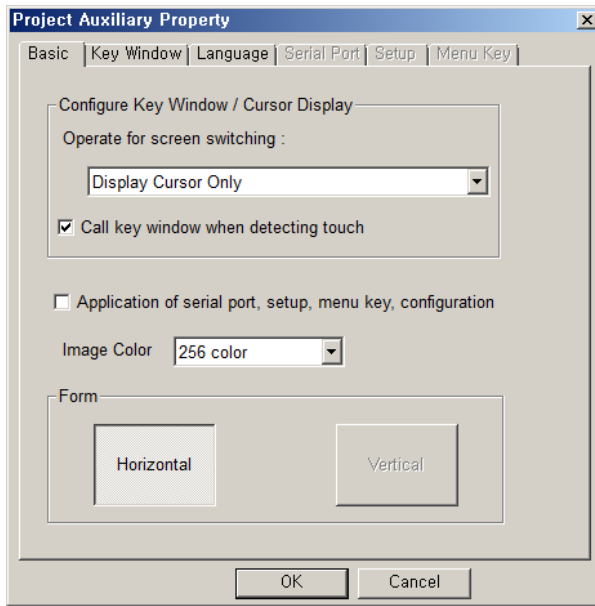 Project Auxiliary Property
Basic Key Window Language Serial Port Setup Menu Key
Configure Key Window / Cursor Display
Operate for screen switching :
Display Cursor Only
Call key window when detecting touch
Application of serial port, setup, menu key, configuration
Image Color 256 color
Form
Horizontal Vertical
OK Cancel